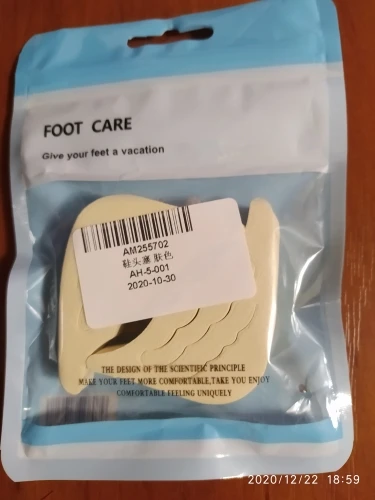 FOOT CARE
Give your feet a vacation
AM255702
鞋头塞 肤色
AH-5-001
2020-10-30
THE DESIGN OF THE SCIENTIFIC PRINCIPLE
MAKE YOUR FEET MORE COMFORTABLE,TAKE YOU ENJOY
COMFORTABLE FEELING UNIQUELY
2020/12/22 18:59